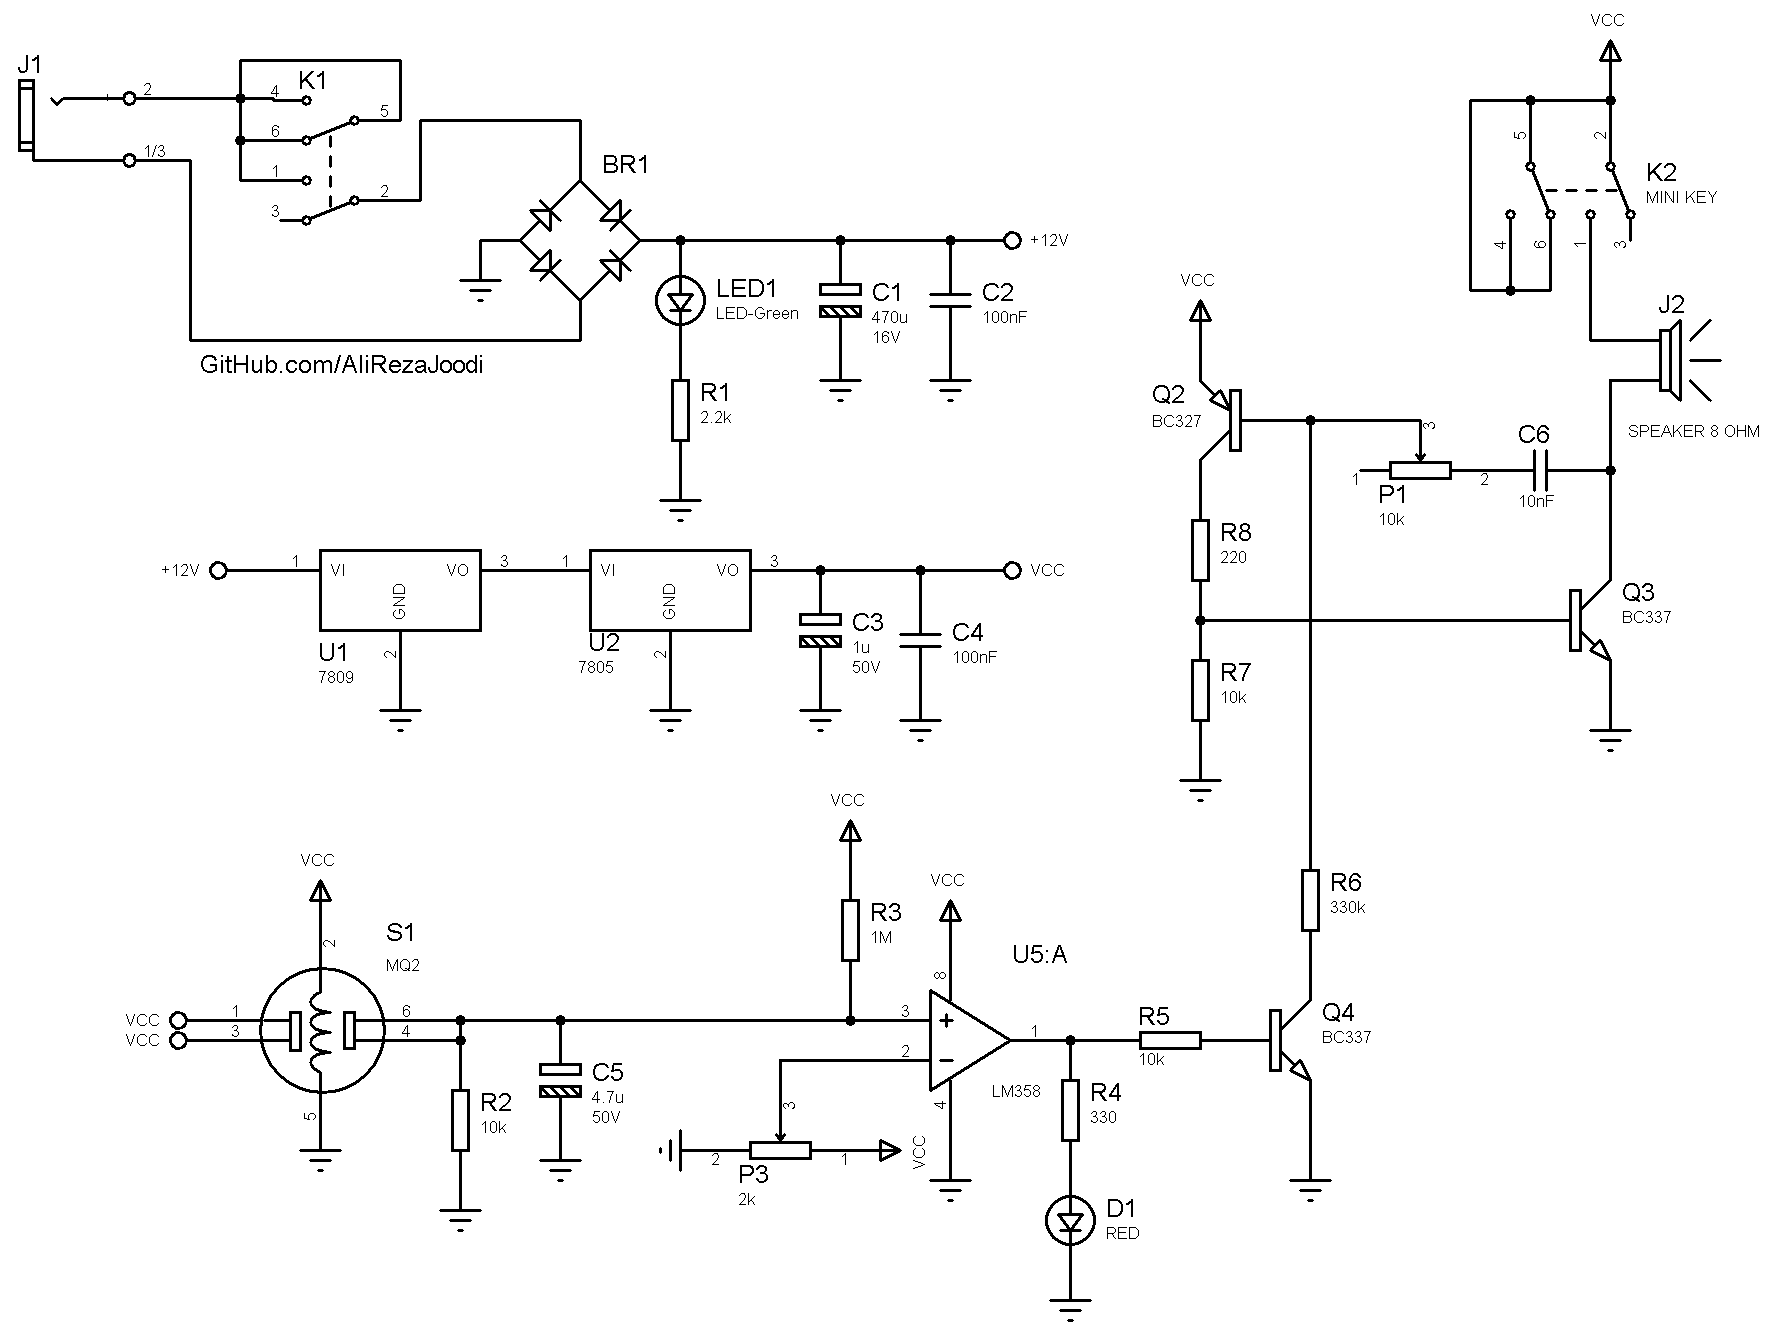 J1
2
1/3
K1
4
5
6
1
2
3
BR1
+12V
LED1
LED-Green
C1
470u
16V
C2
100nF
GitHub.com/AliRezaJoodi
R1
2.2k
VCC
5
2
K2
MINI KEY
4
6
1
3
J2
SPEAKER 8 OHM
VCC
Q2
BC327
3
1
2
P1
10k
C6
10nF
R8
220
Q3
BC337
R7
10k
+12V
1
VI
VO
GND
3
2
U1
7809
1
VI
VO
GND
3
2
U2
7805
VCC
C3
1u
50V
C4
100nF
VCC
2
S1
MQ2
VCC
1
VCC
3
6
4
5
R2
10k
C5
4.7u
50V
VCC
R3
1M
VCC
8
U5:A
3
+
2
−
1
4
LM358
3
2
1
P3
2k
VCC
R5
10k
R4
330
D1
RED
R6
330k
Q4
BC337